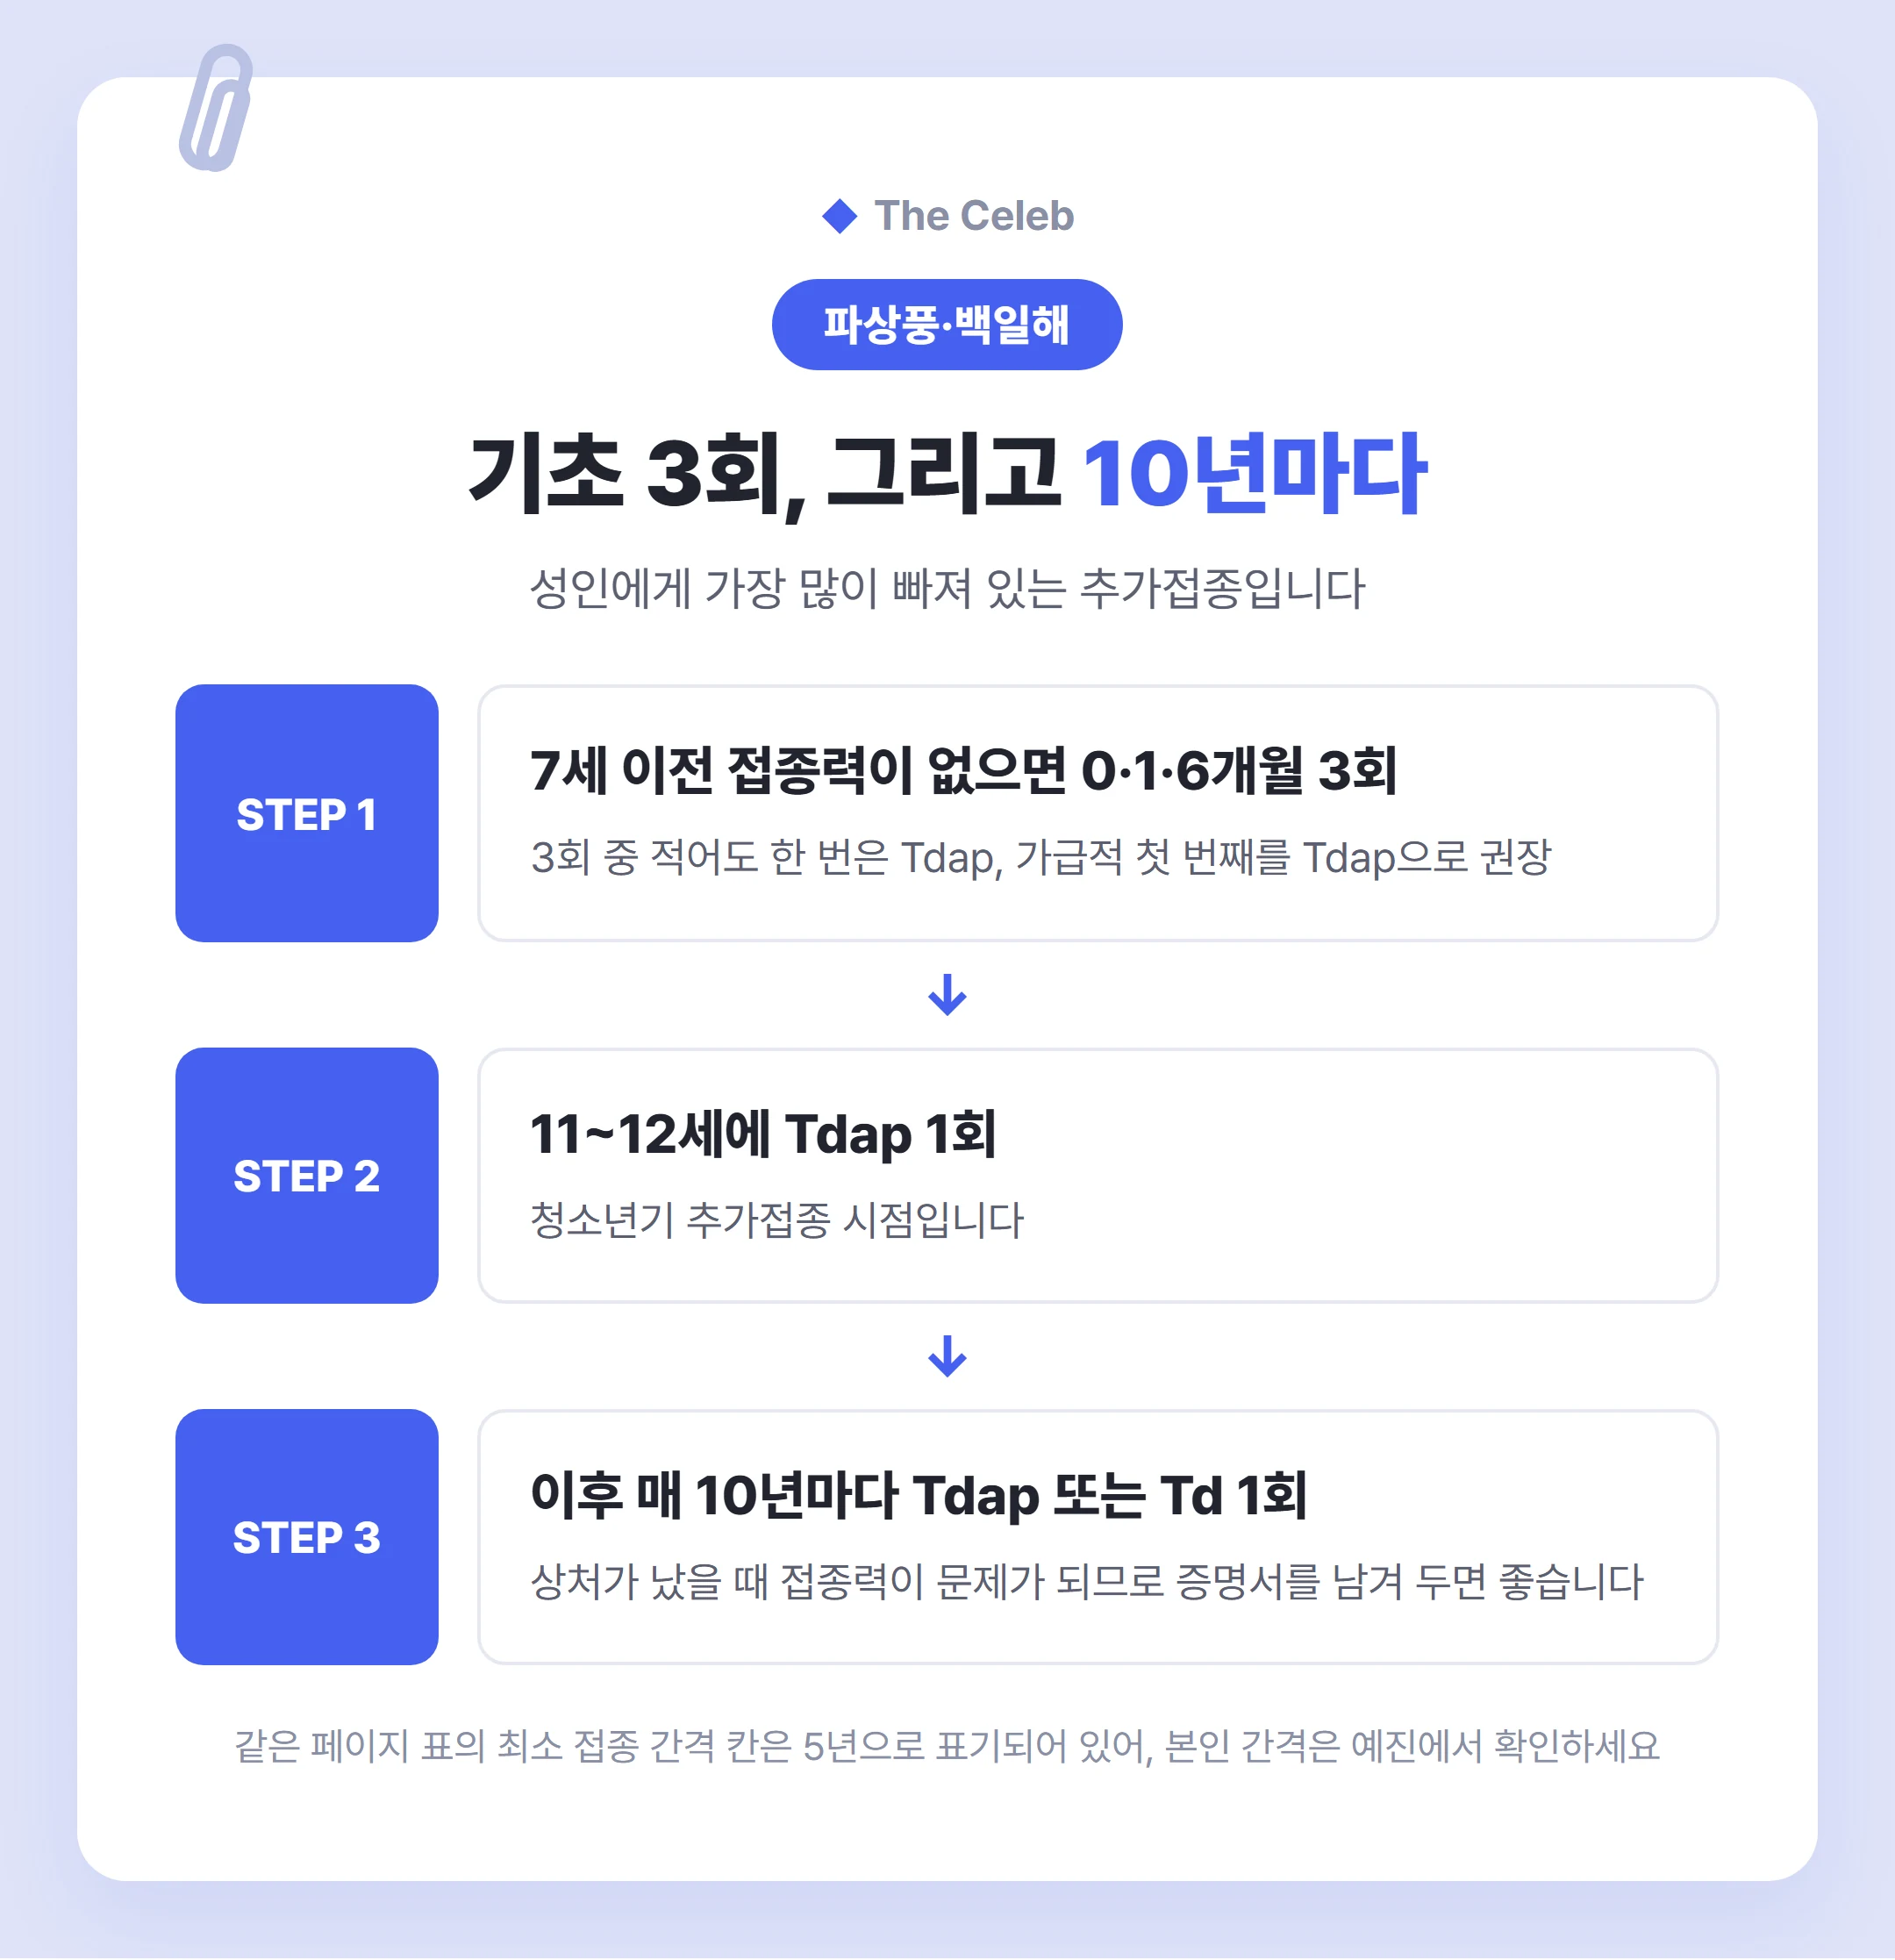 The Celeb
파상풍·백일해
기초 3회, 그리고 10년마다
성인에게 가장 많이 빠져 있는 추가접종입니다
STEP 1
7세 이전 접종력이 없으면 0·1·6개월 3회
3회 중 적어도 한 번은 Tdap, 가급적 첫 번째를 Tdap으로 권장
STEP 2
11~12세에 Tdap 1회
청소년기 추가접종 시점입니다
STEP 3
이후 매 10년마다 Tdap 또는 Td 1회
상처가 났을 때 접종력이 문제가 되므로 증명서를 남겨 두면 좋습니다
같은 페이지 표의 최소 접종 간격 칸은 5년으로 표기되어 있어, 본인 간격은 예진에서 확인하세요